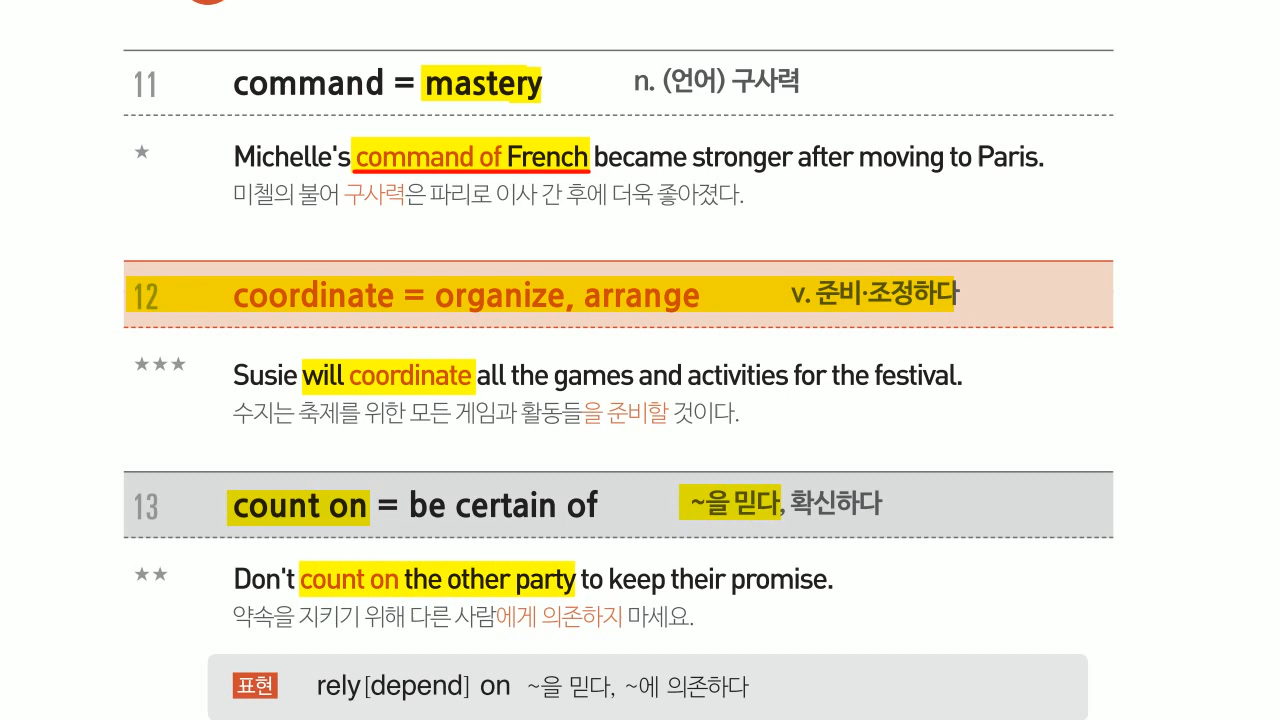 11 command = mastery n. (언어) 구사력
★ Michelle's command of French became stronger after moving to Paris.
미첼의 불어 구사력은 파리로 이사 간 후에 더욱 좋아졌다.
12 coordinate = organize, arrange v. 준비·조정하다
★★★ Susie will coordinate all the games and activities for the festival.
수지는 축제를 위한 모든 게임과 활동들을 준비할 것이다.
13 count on = be certain of ~을 믿다, 확신하다
★★ Don't count on the other party to keep their promise.
약속을 지키기 위해 다른 사람에게 의존하지 마세요.
표현 rely[depend] on ~을 믿다, ~에 의존하다